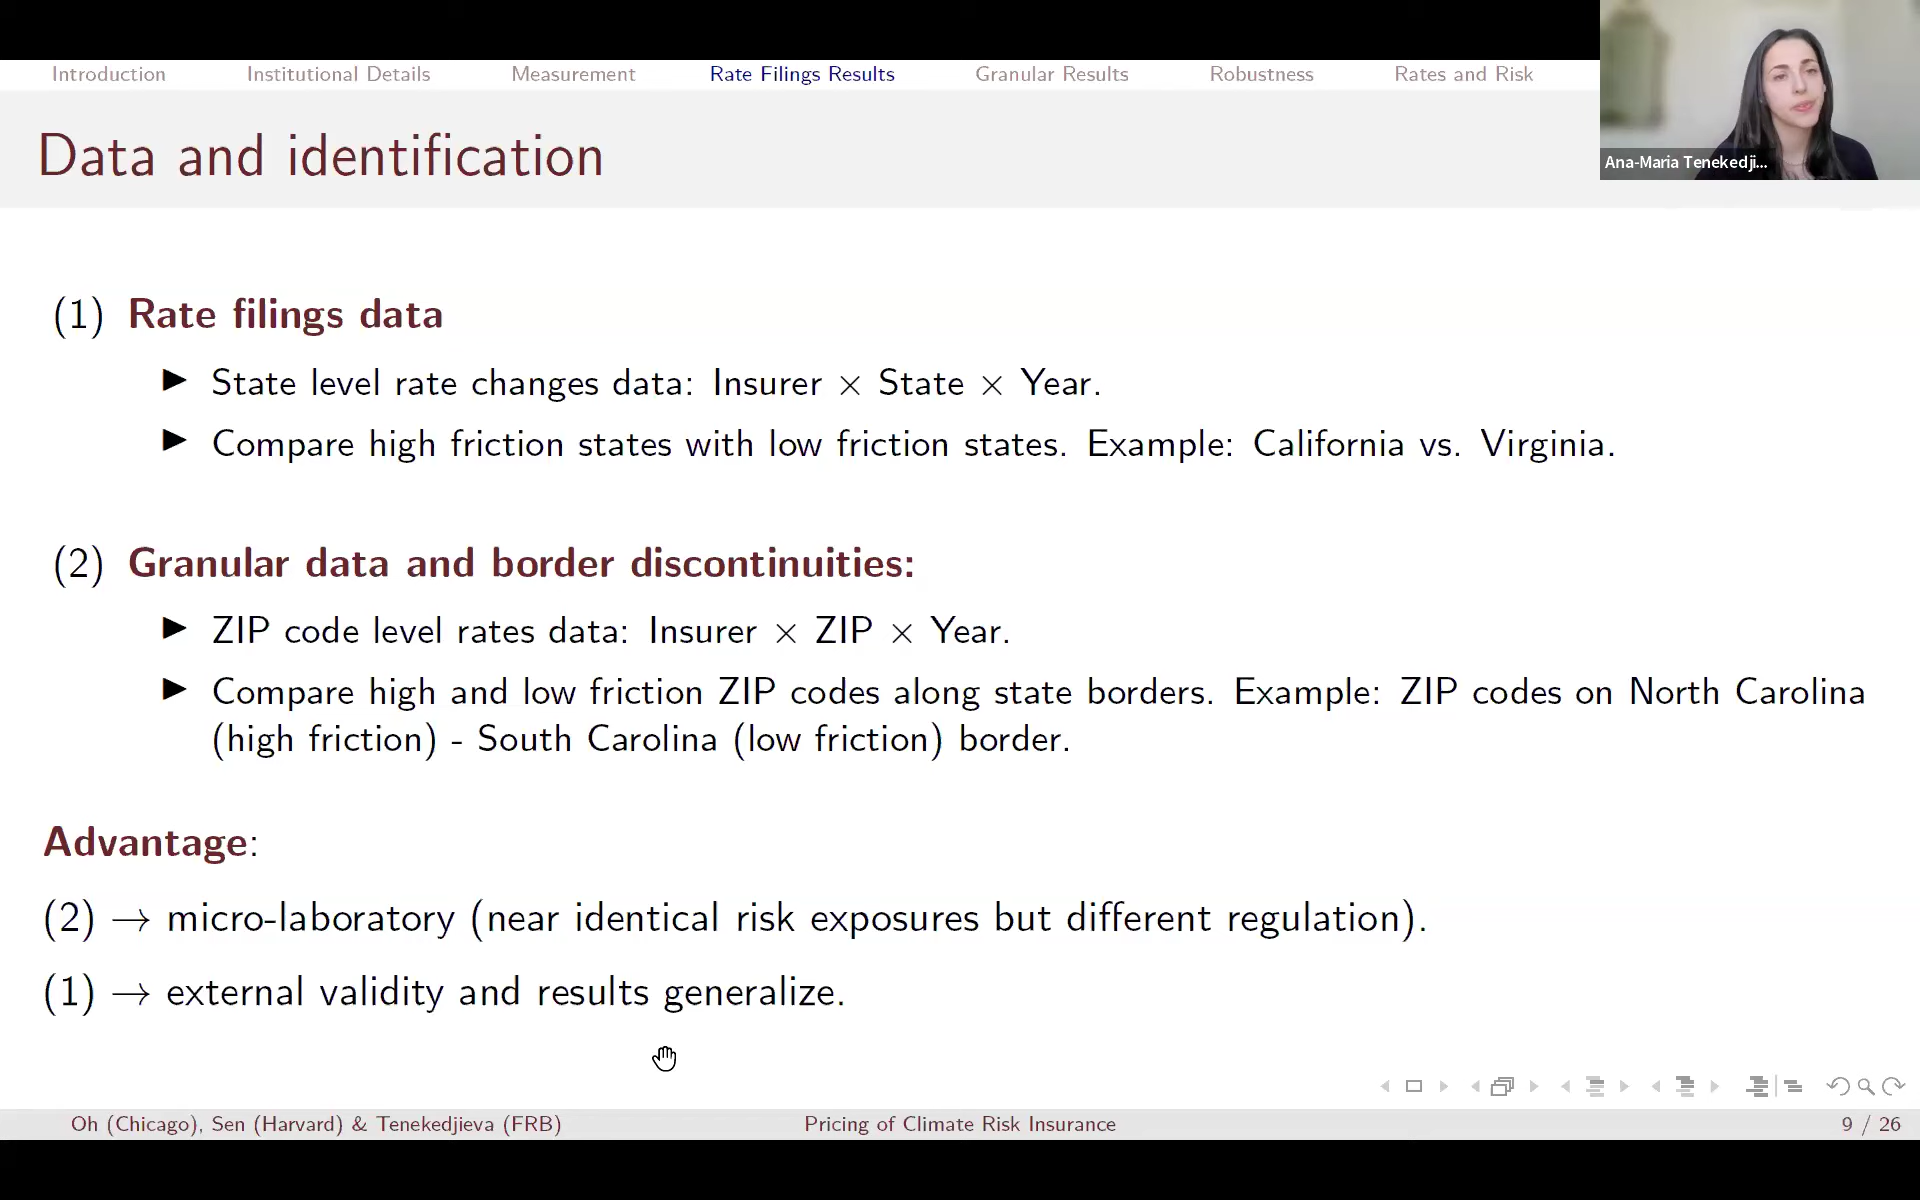 Introduction Institutional Details Measurement Rate Filings Results Granular Results Robustness Rates and Risk
Data and identification
Ana-Maria Tenekedji...
(1) Rate filings data
▶ State level rate changes data: Insurer × State × Year.
▶ Compare high friction states with low friction states. Example: California vs. Virginia.
(2) Granular data and border discontinuities:
▶ ZIP code level rates data: Insurer × ZIP × Year.
▶ Compare high and low friction ZIP codes along state borders. Example: ZIP codes on North Carolina
(high friction) - South Carolina (low friction) border.
Advantage:
(2) → micro-laboratory (near identical risk exposures but different regulation).
(1) → external validity and results generalize.
Oh (Chicago), Sen (Harvard) & Tenekedjieva (FRB) Pricing of Climate Risk Insurance 9 / 26